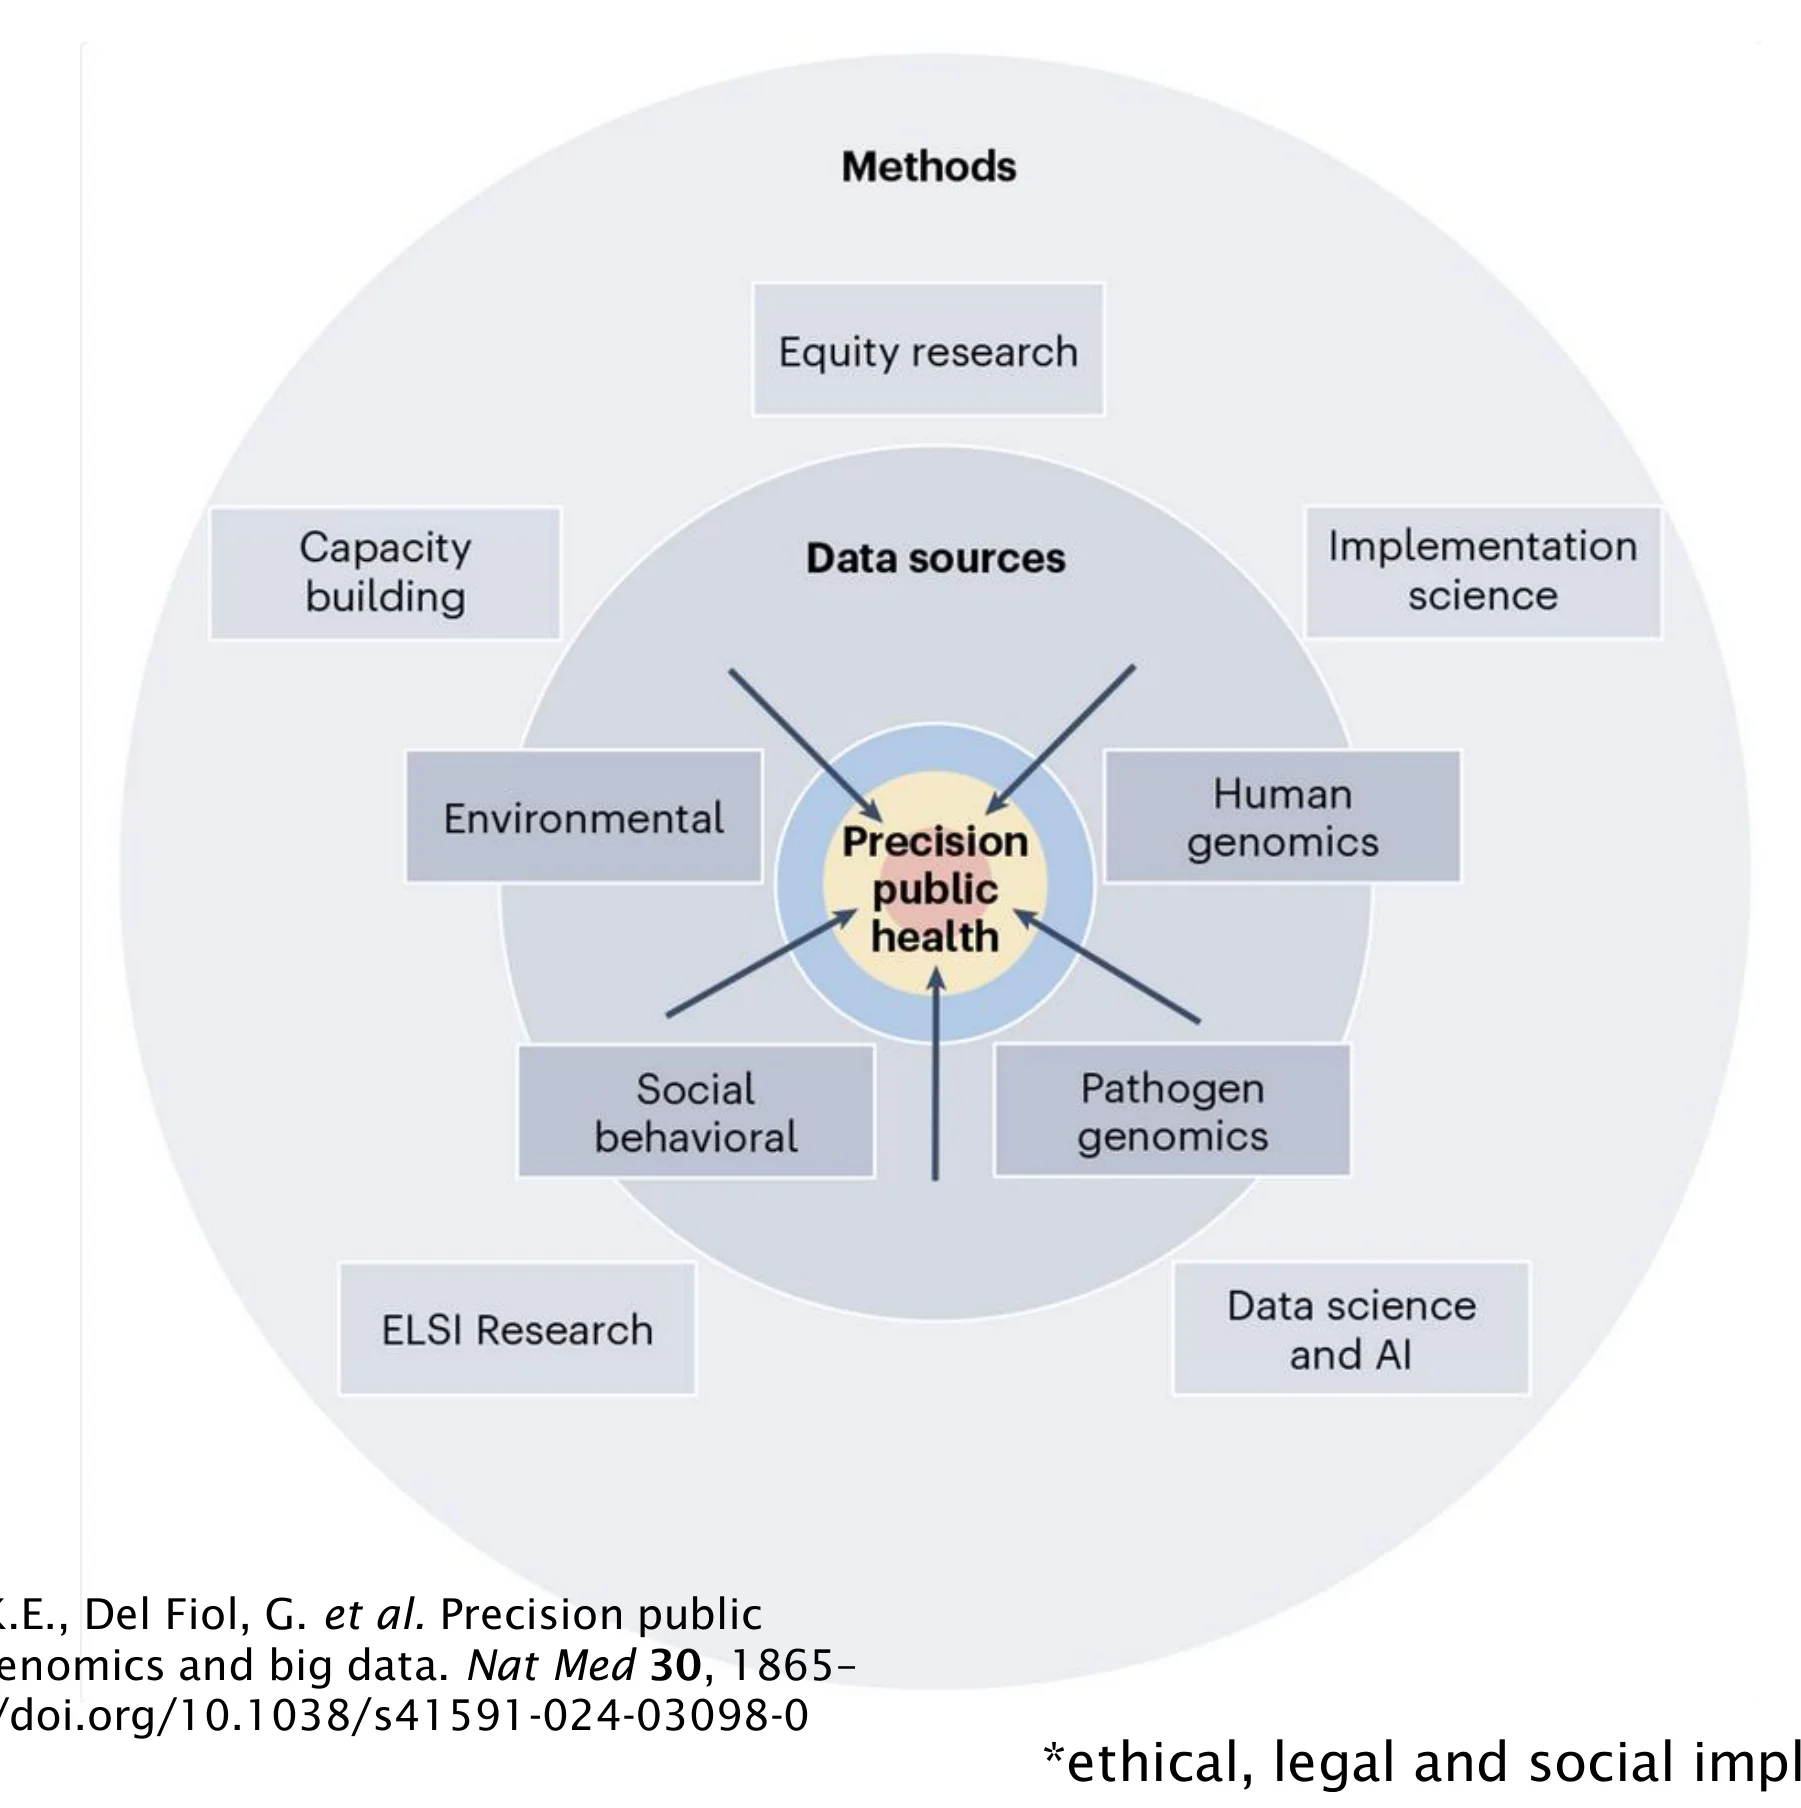 Methods
Equity research
Capacity
building
Implementation
science
Data sources
Environmental
Human
genomics
Precision
public
health
Social
behavioral
Pathogen
genomics
ELSI Research
Data science
and AI
K.E., Del Fiol, G. et al. Precision public
enomics and big data. Nat Med 30, 1865–
/doi.org/10.1038/s41591-024-03098-0
*ethical, legal and social impl